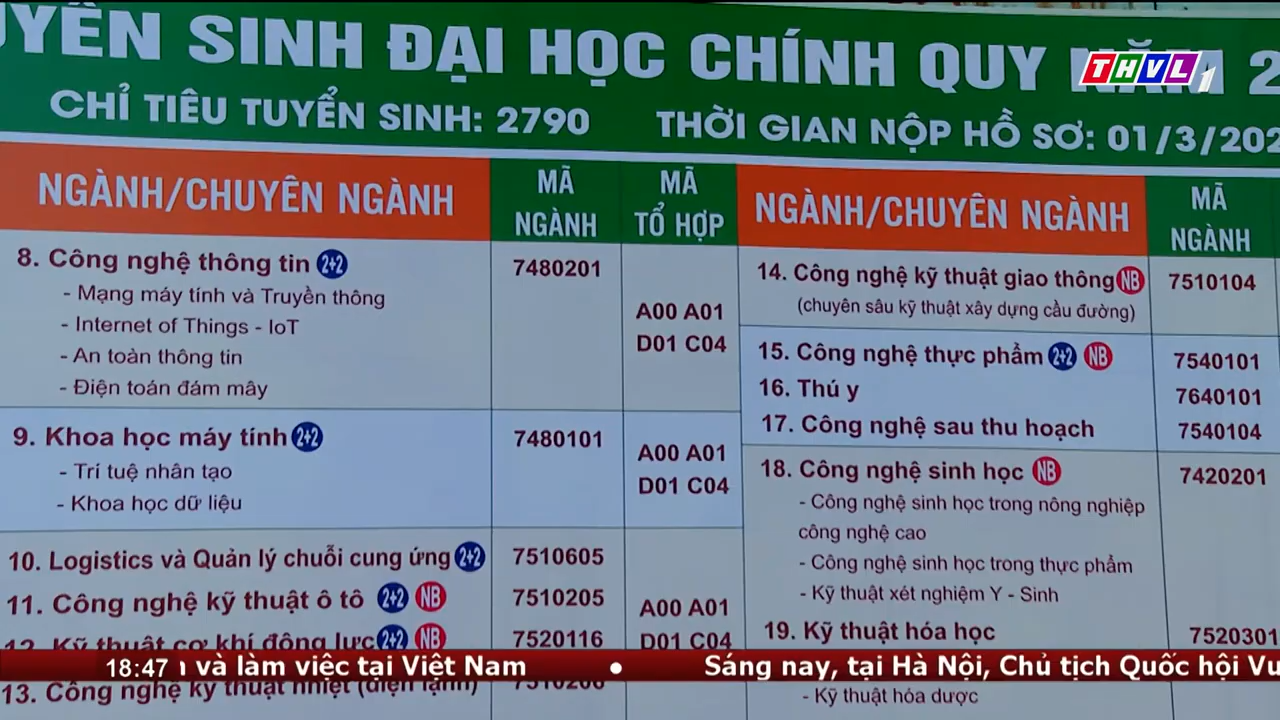 YỂN SINH ĐẠI HỌC CHÍNH QUY NĂM 2
THVL1
CHỈ TIÊU TUYỂN SINH: 2790
THỜI GIAN NỘP HỒ SƠ: 01/3/202
NGÀNH/CHUYÊN NGÀNH
MÃ
NGÀNH
MÃ
TỔ HỢP
8. Công nghệ thông tin 2+2
7480201
- Mạng máy tính và Truyền thông
- Internet of Things - IoT
- An toàn thông tin
- Điện toán đám mây
A00 A01
D01 C04
9. Khoa học máy tính 2+2
7480101
- Trí tuệ nhân tạo
- Khoa học dữ liệu
A00 A01
D01 C04
10. Logistics và Quản lý chuỗi cung ứng 2+2
7510605
11. Công nghệ kỹ thuật ô tô 2+2 NB
7510205
12. Kỹ thuật cơ khí động lực 2+2 NB
7520116
A00 A01
D01 C04
13. Công nghệ kỹ thuật nhiệt (điện lạnh)
7510206
NGÀNH/CHUYÊN NGÀNH
MÃ
NGÀNH
14. Công nghệ kỹ thuật giao thông NB
7510104
(chuyên sâu kỹ thuật xây dựng cầu đường)
15. Công nghệ thực phẩm 2+2 NB
7540101
16. Thú y
7640101
17. Công nghệ sau thu hoạch
7540104
18. Công nghệ sinh học NB
7420201
- Công nghệ sinh học trong nông nghiệp
công nghệ cao
- Công nghệ sinh học trong thực phẩm
- Kỹ thuật xét nghiệm Y - Sinh
19. Kỹ thuật hóa học
7520301
- Kỹ thuật hóa dược
18:47 và làm việc tại Việt Nam • Sáng nay, tại Hà Nội, Chủ tịch Quốc hội Vư